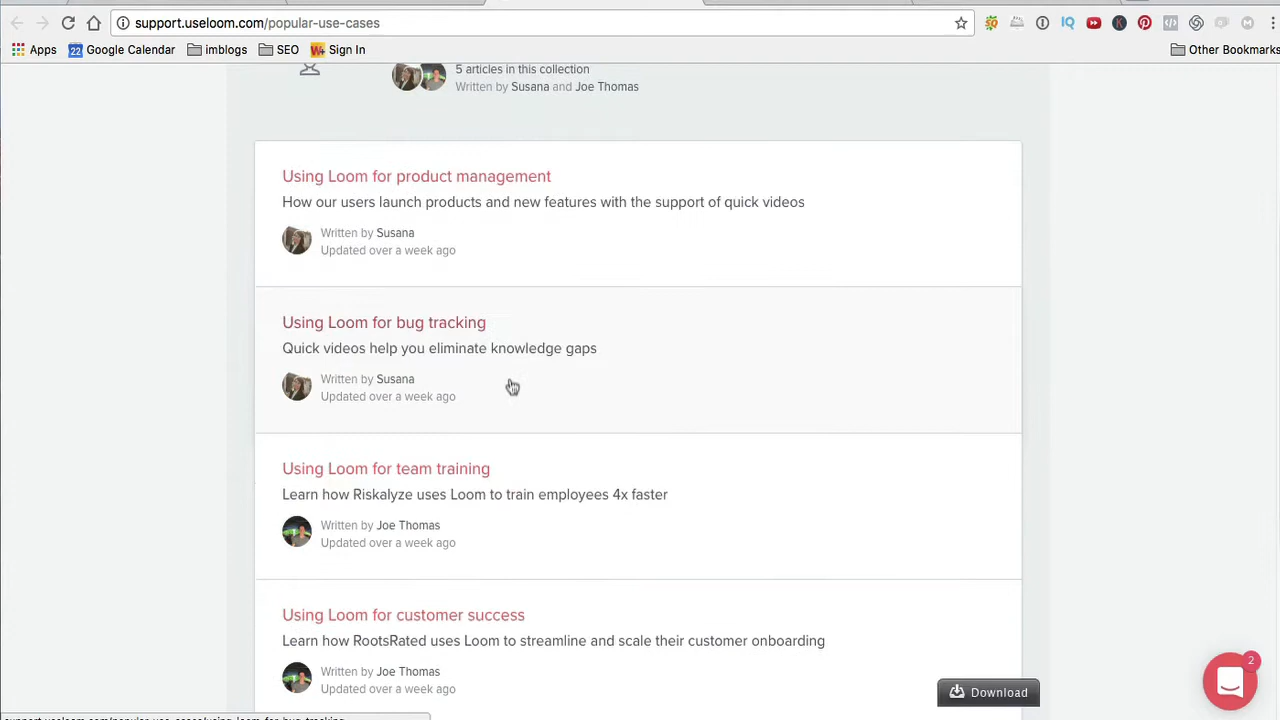 support.useloom.com/popular-use-cases
Apps
22
Google Calendar
imblogs
SEO
Sign In
Other Bookmarks
5 articles in this collection
Written by Susana and Joe Thomas
Using Loom for product management
How our users launch products and new features with the support of quick videos
Written by Susana
Updated over a week ago
Using Loom for bug tracking
Quick videos help you eliminate knowledge gaps
Written by Susana
Updated over a week ago
Using Loom for team training
Learn how Riskalyze uses Loom to train employees 4x faster
Written by Joe Thomas
Updated over a week ago
Using Loom for customer success
Learn how RootsRated uses Loom to streamline and scale their customer onboarding
Written by Joe Thomas
Updated over a week ago
Download
2